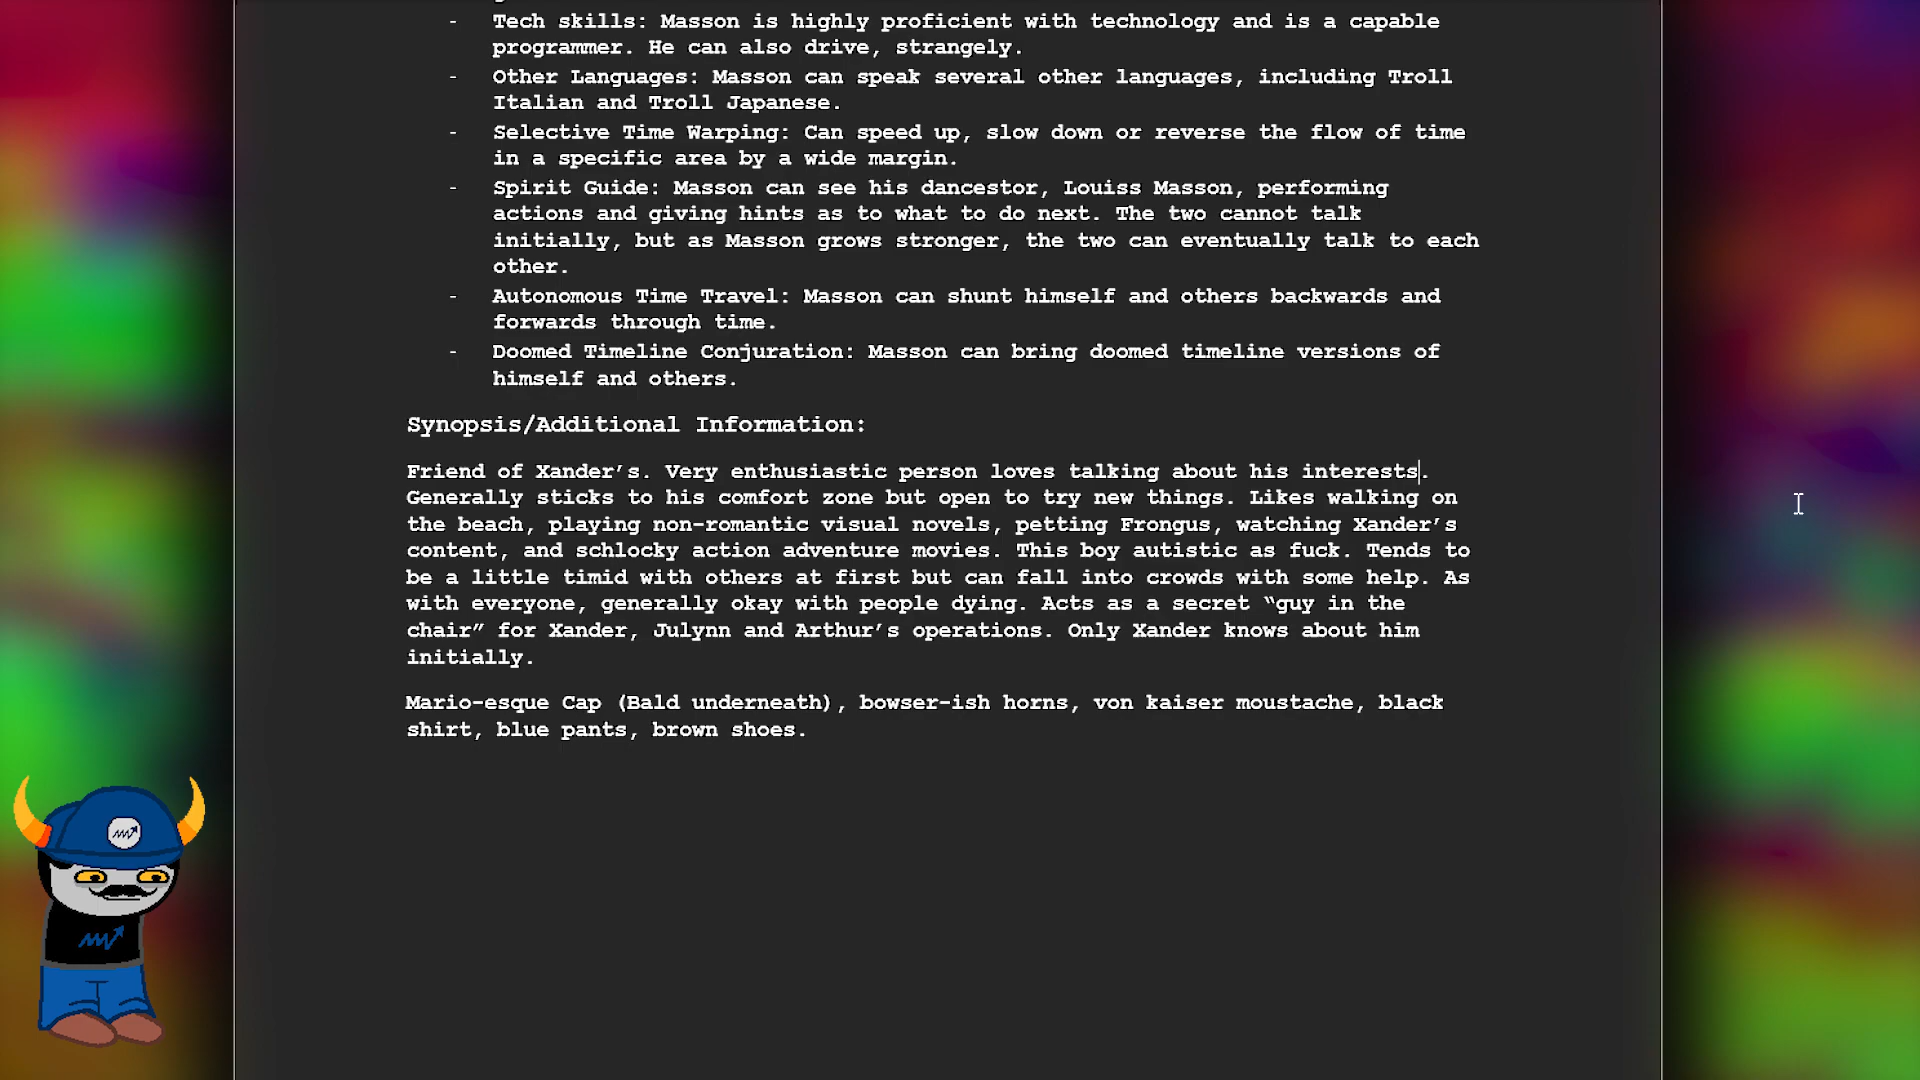 - Tech skills: Masson is highly proficient with technology and is a capable
programmer. He can also drive, strangely.
- Other Languages: Masson can speak several other languages, including Troll
Italian and Troll Japanese.
- Selective Time Warping: Can speed up, slow down or reverse the flow of time
in a specific area by a wide margin.
- Spirit Guide: Masson can see his dancestor, Louiss Masson, performing
actions and giving hints as to what to do next. The two cannot talk
initially, but as Masson grows stronger, the two can eventually talk to each
other.
- Autonomous Time Travel: Masson can shunt himself and others backwards and
forwards through time.
- Doomed Timeline Conjuration: Masson can bring doomed timeline versions of
himself and others.
Synopsis/Additional Information:
Friend of Xander’s. Very enthusiastic person loves talking about his interests.
Generally sticks to his comfort zone but open to try new things. Likes walking on
the beach, playing non-romantic visual novels, petting Frongus, watching Xander’s
content, and schlocky action adventure movies. This boy autistic as fuck. Tends to
be a little timid with others at first but can fall into crowds with some help. As
with everyone, generally okay with people dying. Acts as a secret “guy in the
chair” for Xander, Julynn and Arthur’s operations. Only Xander knows about him
initially.
Mario-esque Cap (Bald underneath), bowser-ish horns, von kaiser moustache, black
shirt, blue pants, brown shoes.